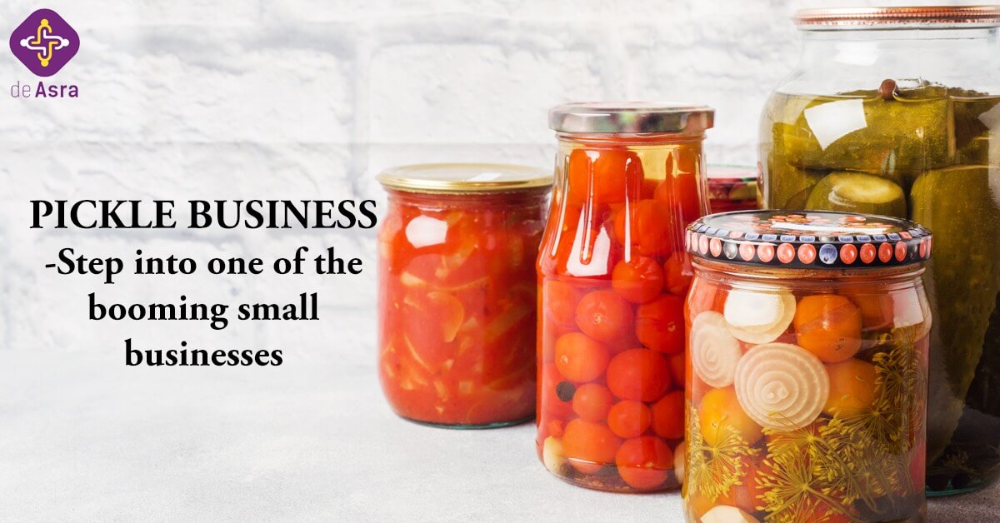 de Asra
PICKLE BUSINESS
-Step into one of the
booming small
businesses